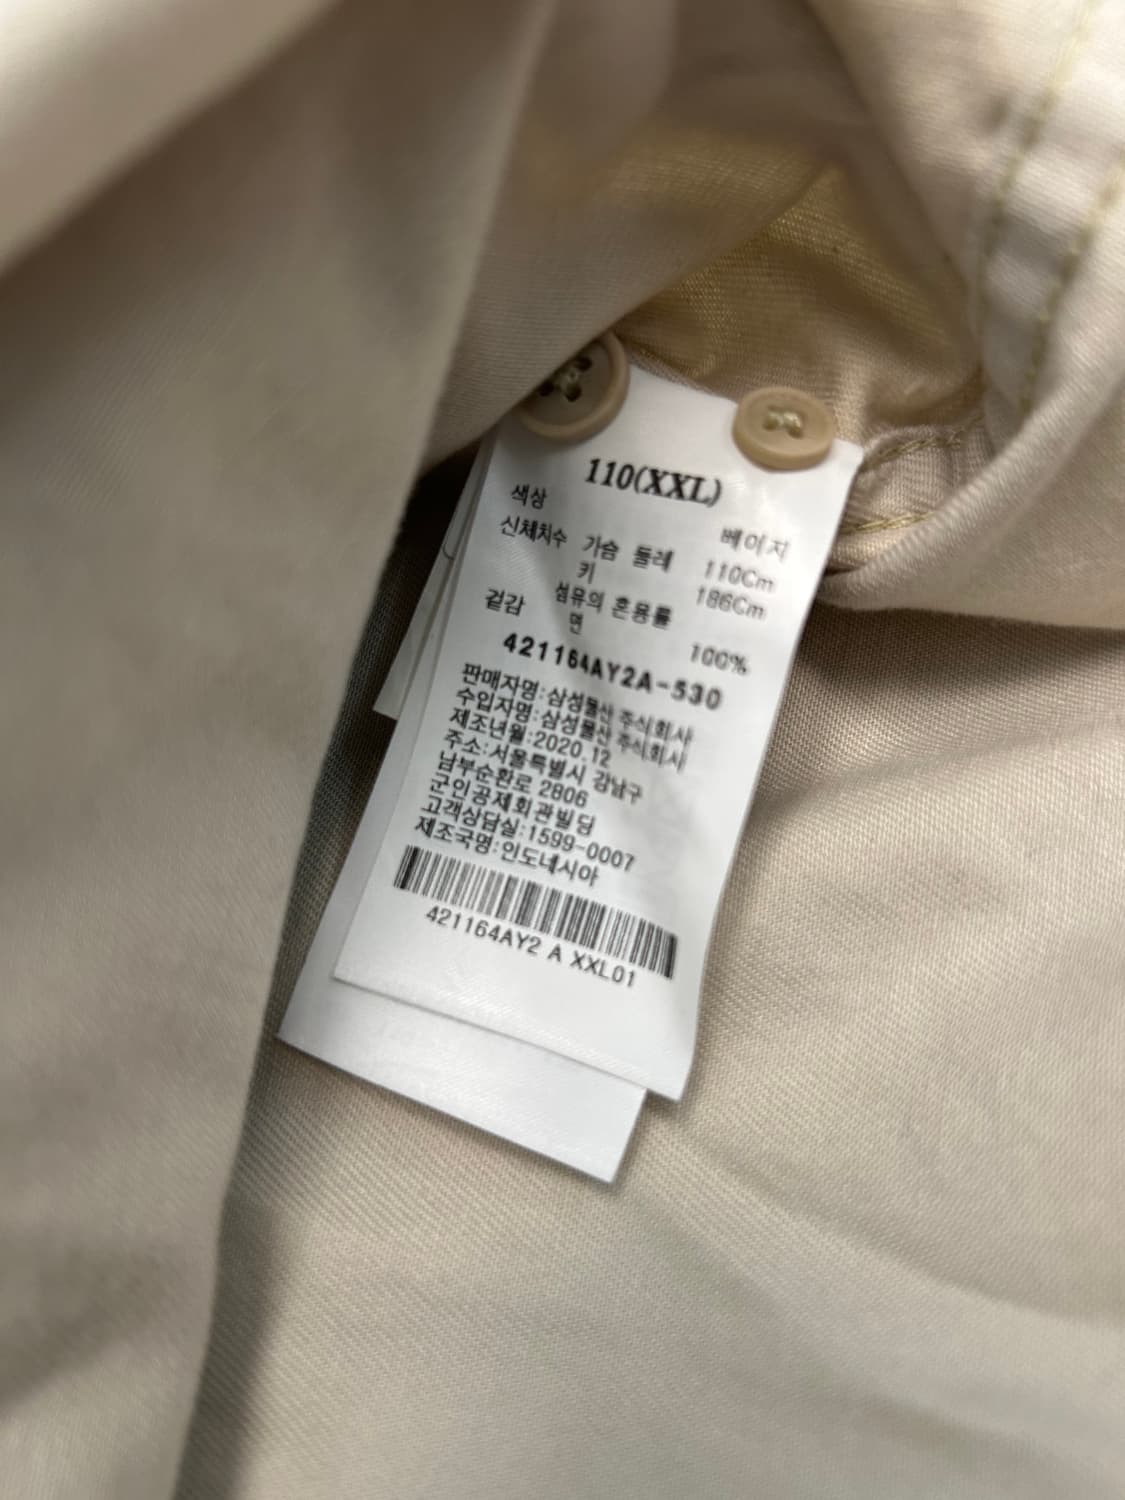 110(XXL)
색상 베이지
신체치수 가슴 둘레 110Cm
키 186Cm
겉감 섬유의 혼용률
면 100%
421164AY2A-530
판매자명:삼성물산 주식회사
수입자명:삼성물산 주식회사
제조년월:2020.12
주소:서울특별시 강남구
남부순환로 2806
군인공제회관빌딩
고객상담실:1599-0007
제조국명:인도네시아
421164AY2 A XXL01